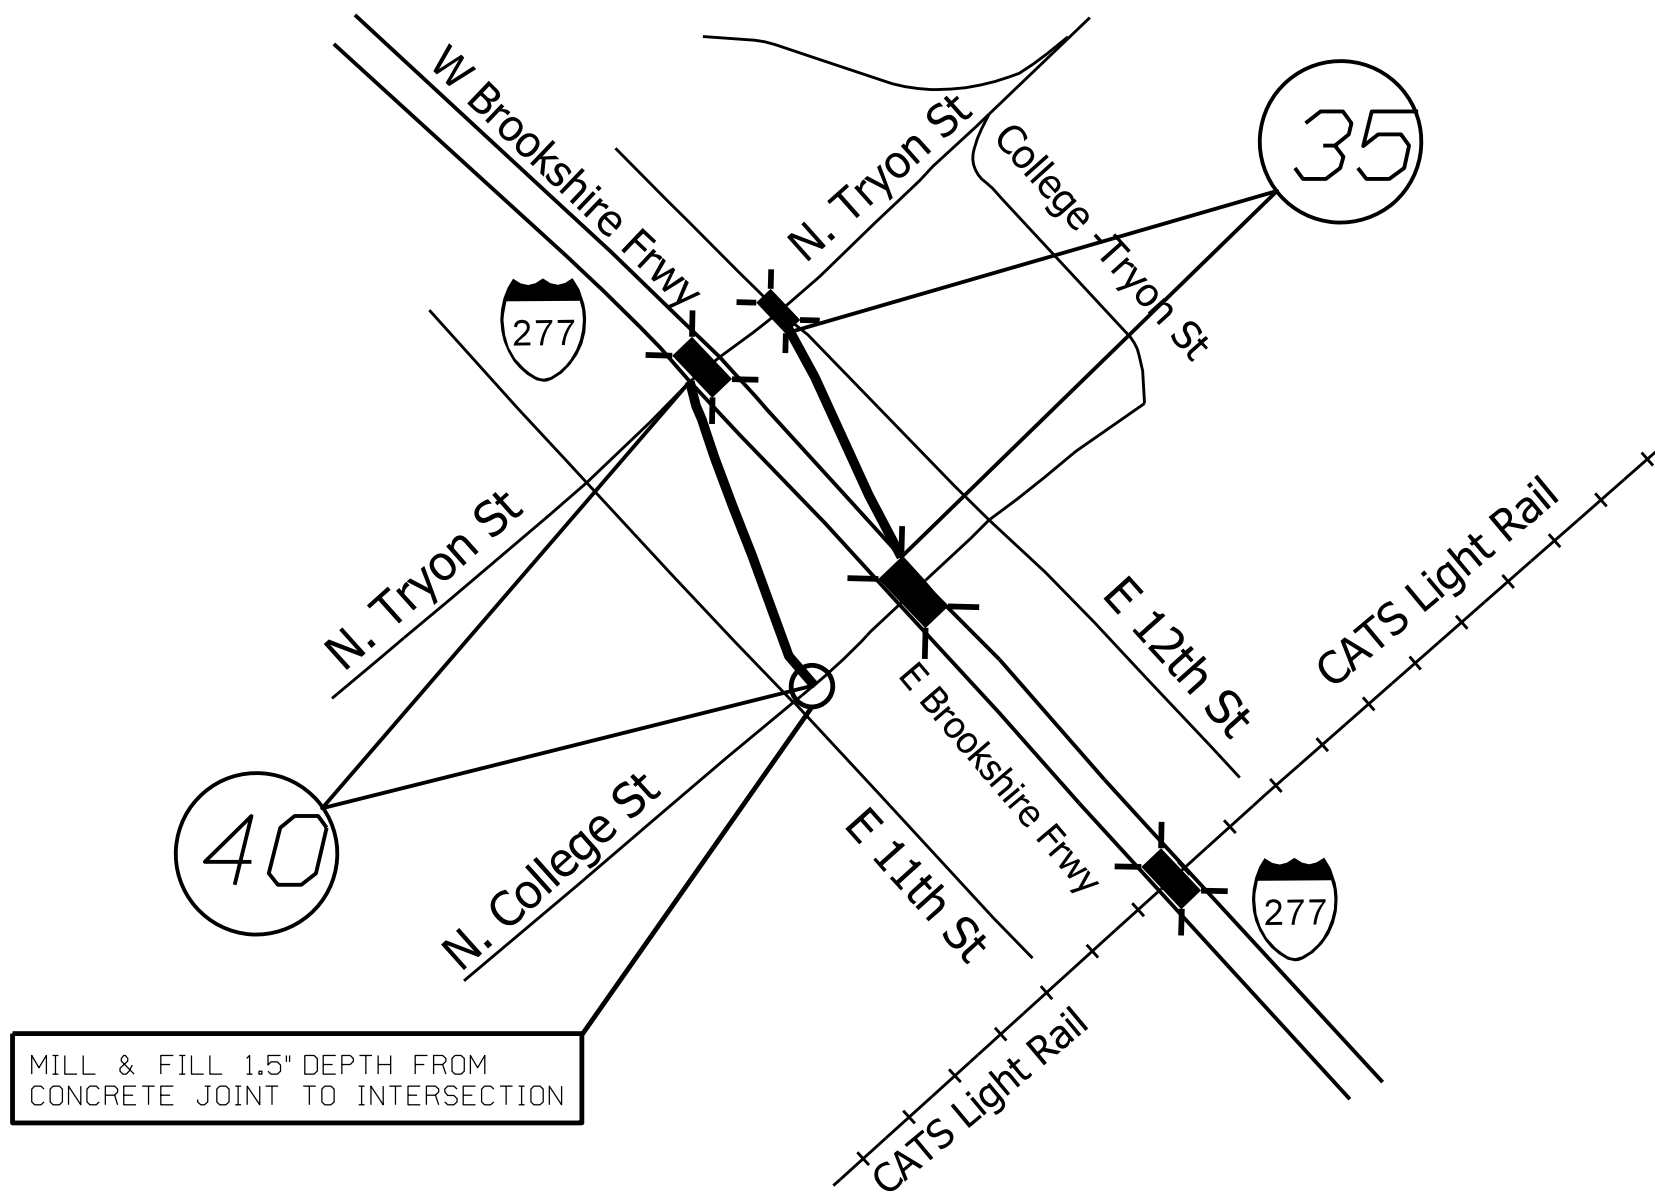 W Brookshire Frwy
N. Tryon St
College -Tryon St
35
277
N. Tryon St
CATS Light Rail
E 12th St
E Brookshire Frwy
40
N. College St
E 11th St
277
MILL & FILL 1.5" DEPTH FROM
CONCRETE JOINT TO INTERSECTION
CATS Light Rail